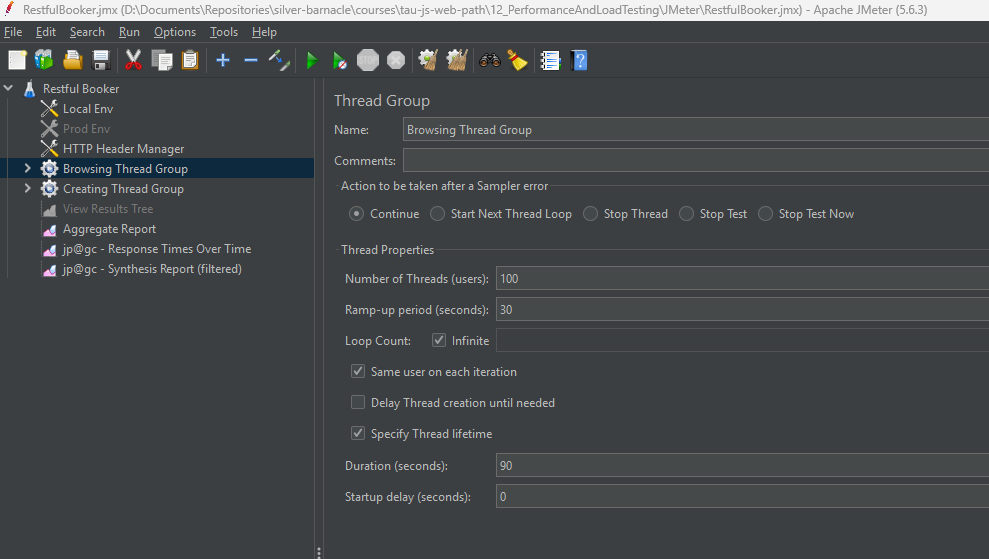 RestfulBooker.jmx (D:\Documents\Repositories\silver-barnacle\courses\tau-js-web-path\12_PerformanceAndLoadTesting\JMeter\RestfulBooker.jmx) - Apache JMeter (5.6.3)
File Edit Search Run Options Tools Help
Restful Booker
Local Env
Prod Env
HTTP Header Manager
Browsing Thread Group
Creating Thread Group
View Results Tree
Aggregate Report
jp@gc - Response Times Over Time
jp@gc - Synthesis Report (filtered)
Thread Group
Name: Browsing Thread Group
Comments:
Action to be taken after a Sampler error
Continue Start Next Thread Loop Stop Thread Stop Test Stop Test Now
Thread Properties
Number of Threads (users): 100
Ramp-up period (seconds): 30
Loop Count: Infinite
Same user on each iteration
Delay Thread creation until needed
Specify Thread lifetime
Duration (seconds): 90
Startup delay (seconds): 0